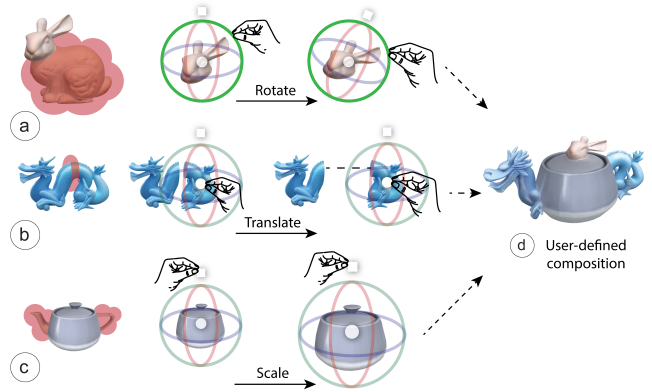 a
Rotate
b
Translate
c
Scale
d
User-defined
composition